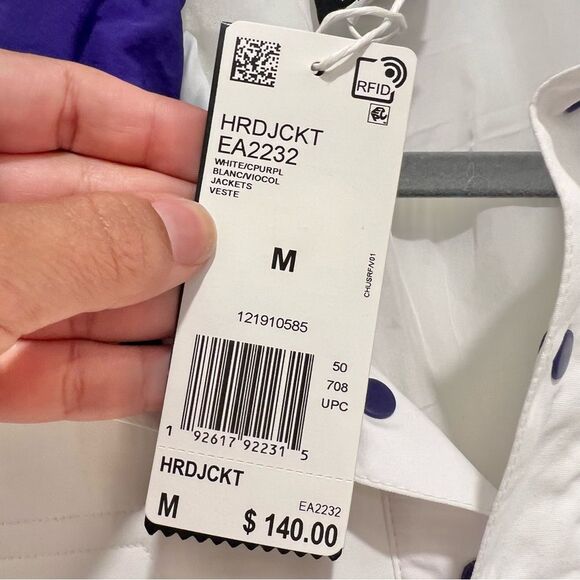 RFID
HRDJCKT
EA2232
WHITE/CPURPL
BLANC/VIOCOL
JACKETS
VESTE
M
CHUSRF/V01
121910585
50
708
UPC
1 92617 92231 5
HRDJCKT
EA2232
M
$ 140.00